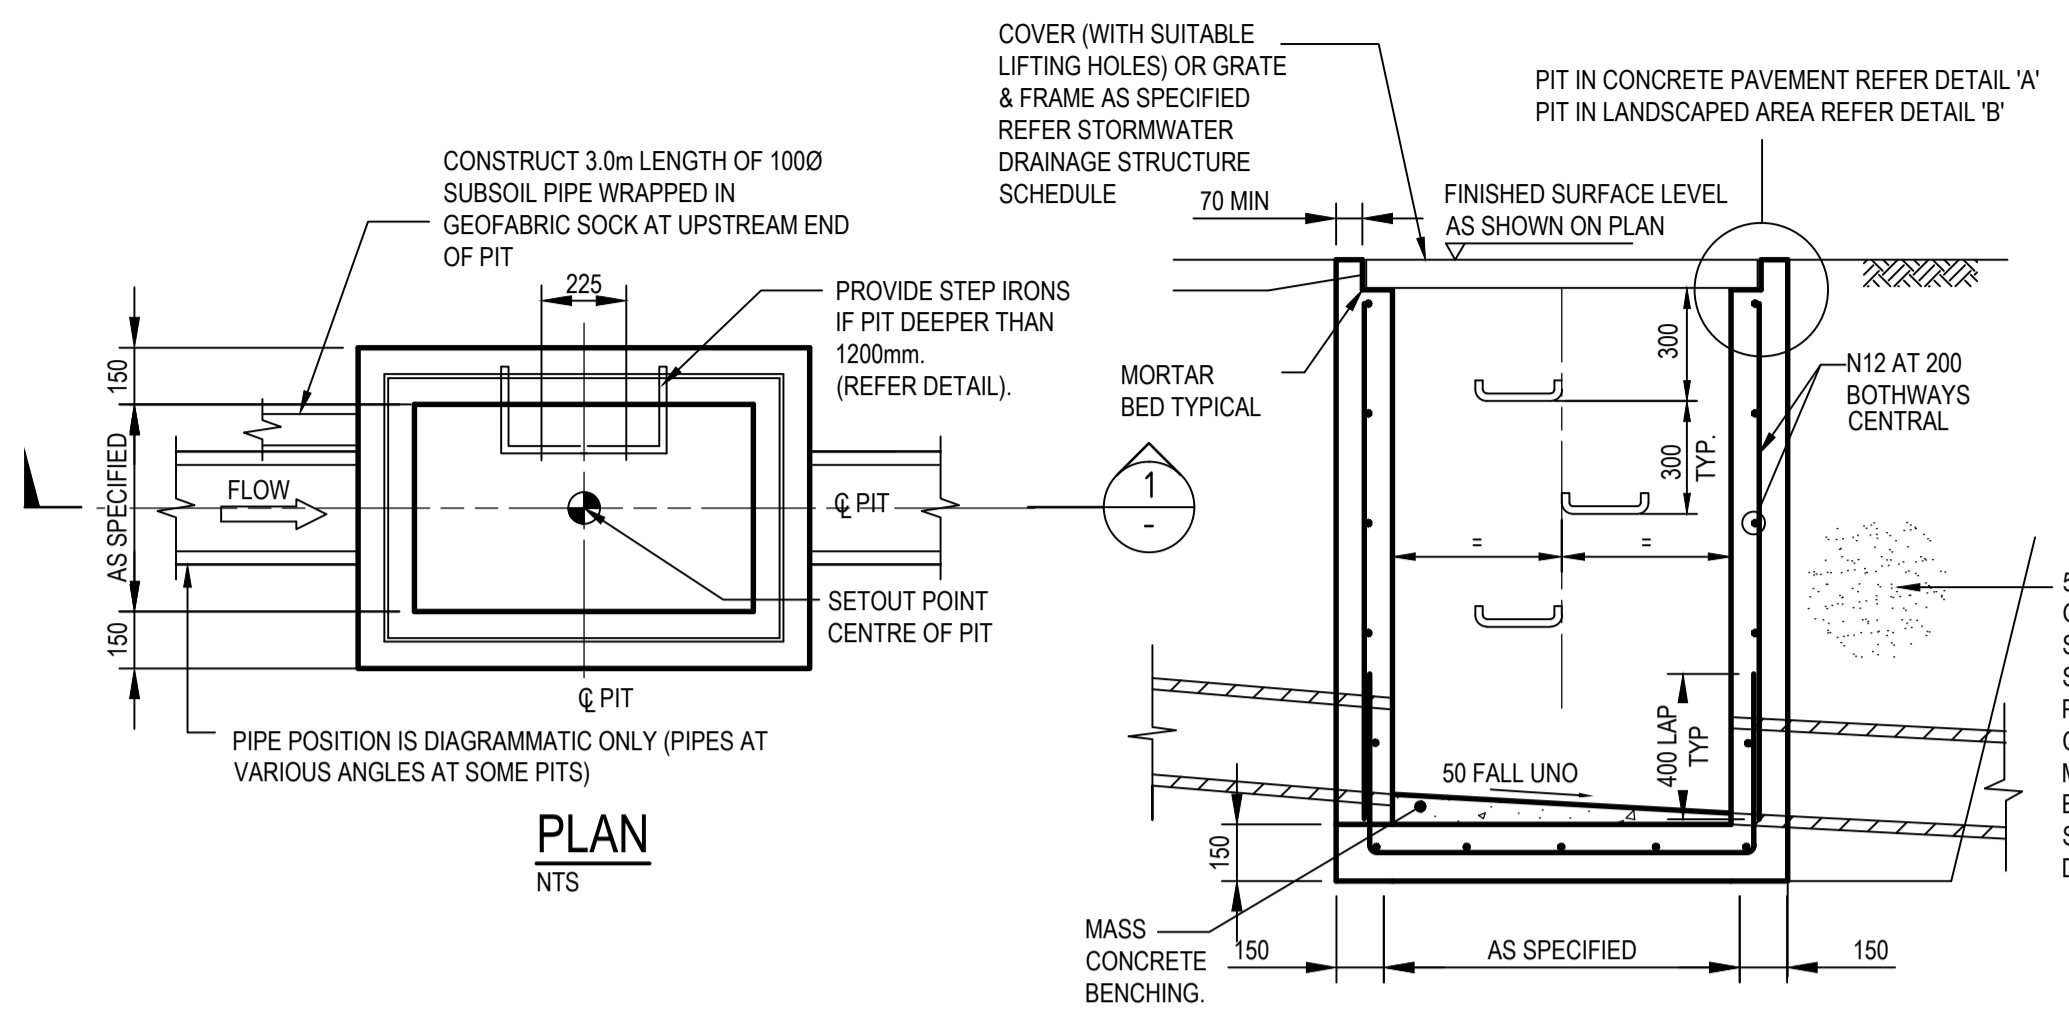 COVER (WITH SUITABLE
LIFTING HOLES) OR GRATE
& FRAME AS SPECIFIED
REFER STORMWATER
DRAINAGE STRUCTURE
SCHEDULE
PIT IN CONCRETE PAVEMENT REFER DETAIL 'A'
PIT IN LANDSCAPED AREA REFER DETAIL 'B'
CONSTRUCT 3.0m LENGTH OF 100Ø
SUBSOIL PIPE WRAPPED IN
GEOFABRIC SOCK AT UPSTREAM END
OF PIT
70 MIN
FINISHED SURFACE LEVEL
AS SHOWN ON PLAN
225
PROVIDE STEP IRONS
IF PIT DEEPER THAN
1200mm.
(REFER DETAIL).
150
AS SPECIFIED
150
FLOW
℄ PIT
℄ PIT
SETOUT POINT
CENTRE OF PIT
PIPE POSITION IS DIAGRAMMATIC ONLY (PIPES AT
VARIOUS ANGLES AT SOME PITS)
PLAN
NTS
MORTAR
BED TYPICAL
1
-
300
300
TYP.
N12 AT 200
BOTHWAYS
CENTRAL
=
=
400 LAP
TYP
50 FALL UNO
150
MASS
CONCRETE
BENCHING.
150
AS SPECIFIED
150